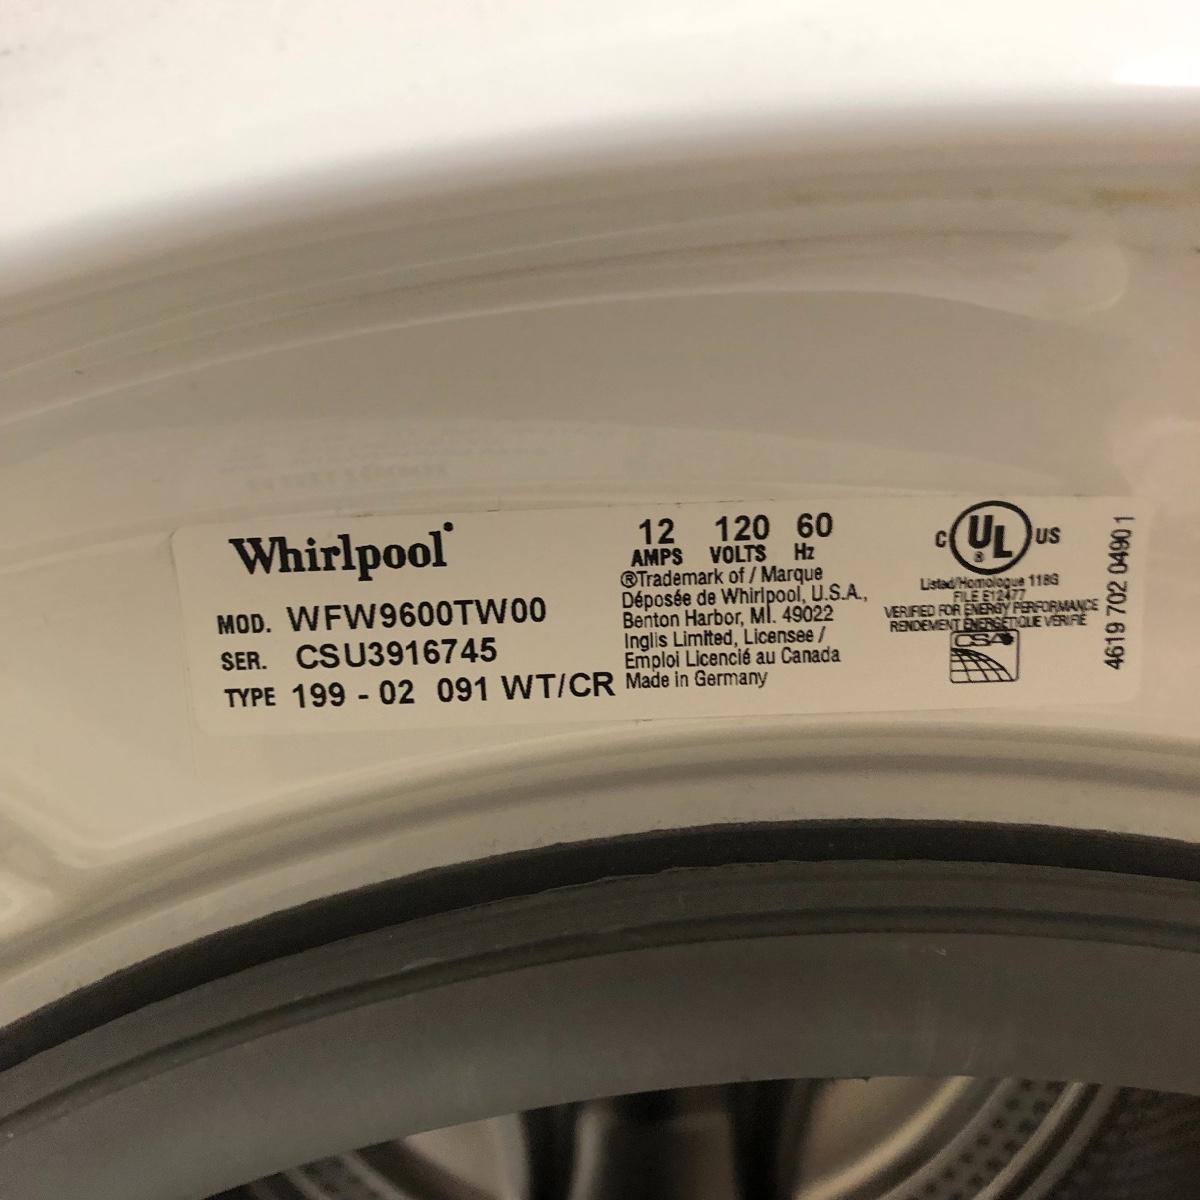 Whirlpool
MOD. WFW9600TW00
SER. CSU3916745
TYPE 199 - 02 091 WT/CR
12 120 60
AMPS VOLTS Hz
®Trademark of / Marque
Déposée de Whirlpool, U.S.A.,
Benton Harbor, MI. 49022
Inglis Limited, Licensee /
Emploi Licencié au Canada
Made in Germany
C UL® US
Listed/Homologue 118G
FILE E12477
VERIFIED FOR ENERGY PERFORMANCE
RENDEMENT ÉNERGÉTIQUE VÉRIFIÉ
CSA
4619 702 0490 1